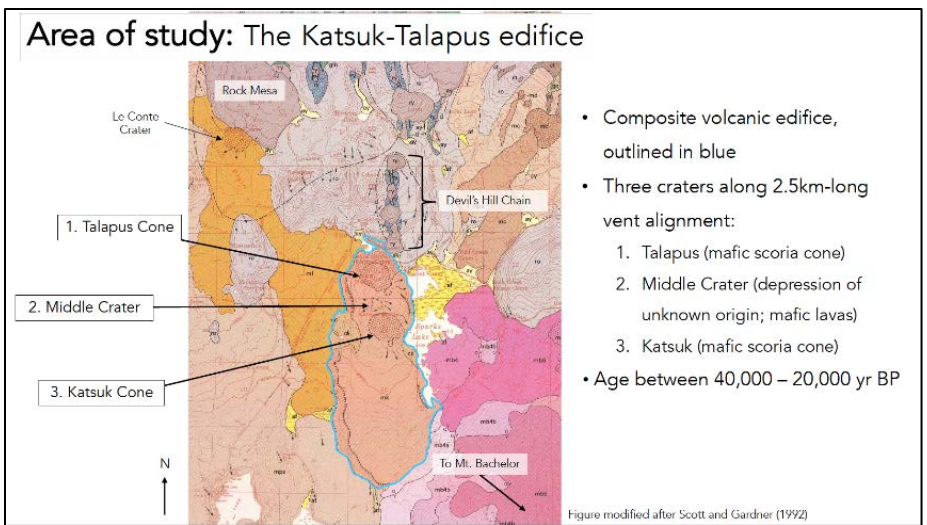 Area of study: The Katsuk-Talapus edifice
Rock Mesa
Le Conte
Crater
Devil's Hill Chain
1. Talapus Cone
2. Middle Crater
3. Katsuk Cone
N
To Mt. Bachelor
• Composite volcanic edifice,
outlined in blue
• Three craters along 2.5km-long
vent alignment:
1. Talapus (mafic scoria cone)
2. Middle Crater (depression of
unknown origin; mafic lavas)
3. Katsuk (mafic scoria cone)
• Age between 40,000 – 20,000 yr BP
Figure modified after Scott and Gardner (1992)